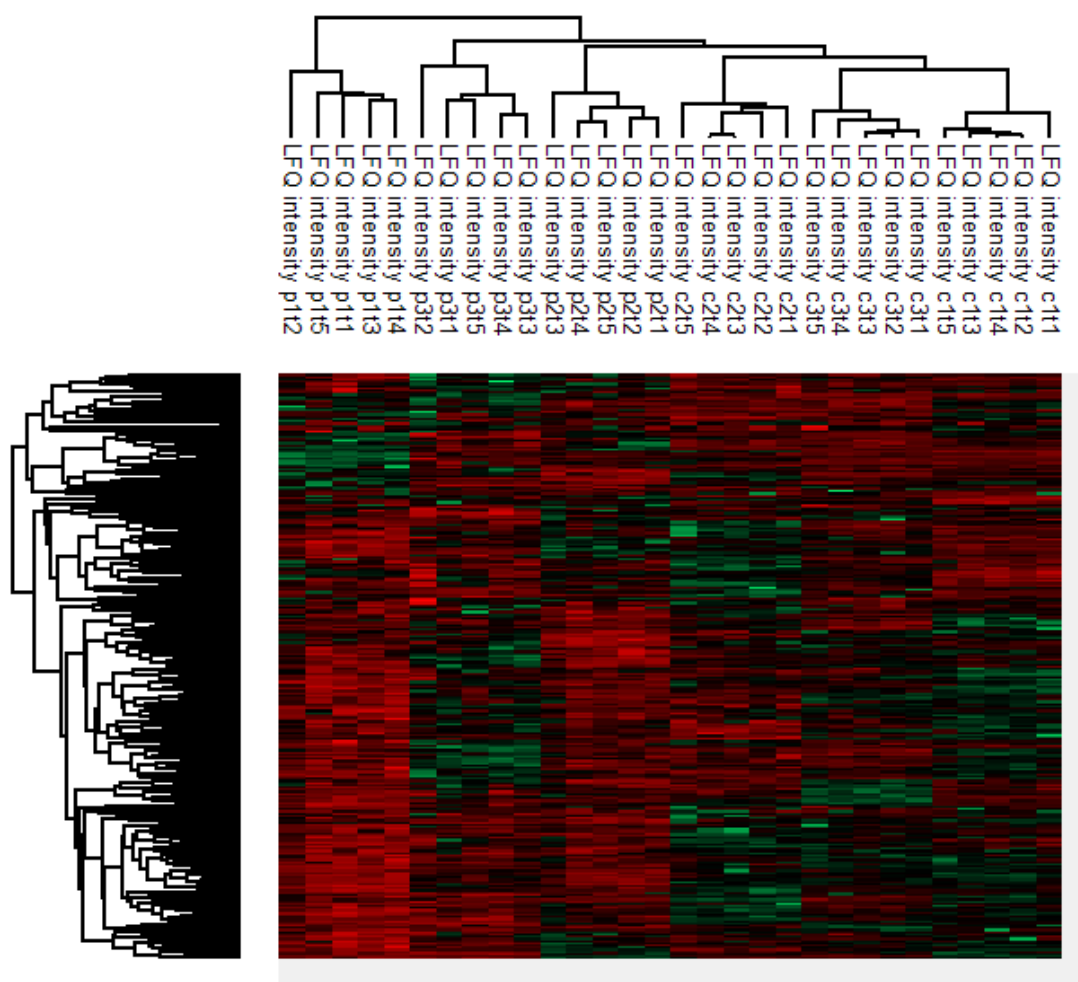 LFQ intensity p1t2
LFQ intensity p1t5
LFQ intensity p1t1
LFQ intensity p1t3
LFQ intensity p1t4
LFQ intensity p3t2
LFQ intensity p3t1
LFQ intensity p3t5
LFQ intensity p3t4
LFQ intensity p3t3
LFQ intensity p2t3
LFQ intensity p2t4
LFQ intensity p2t5
LFQ intensity p2t2
LFQ intensity p2t1
LFQ intensity c2t5
LFQ intensity c2t4
LFQ intensity c2t3
LFQ intensity c2t2
LFQ intensity c2t1
LFQ intensity c3t5
LFQ intensity c3t4
LFQ intensity c3t3
LFQ intensity c3t2
LFQ intensity c3t1
LFQ intensity c1t5
LFQ intensity c1t3
LFQ intensity c1t4
LFQ intensity c1t2
LFQ intensity c1t1